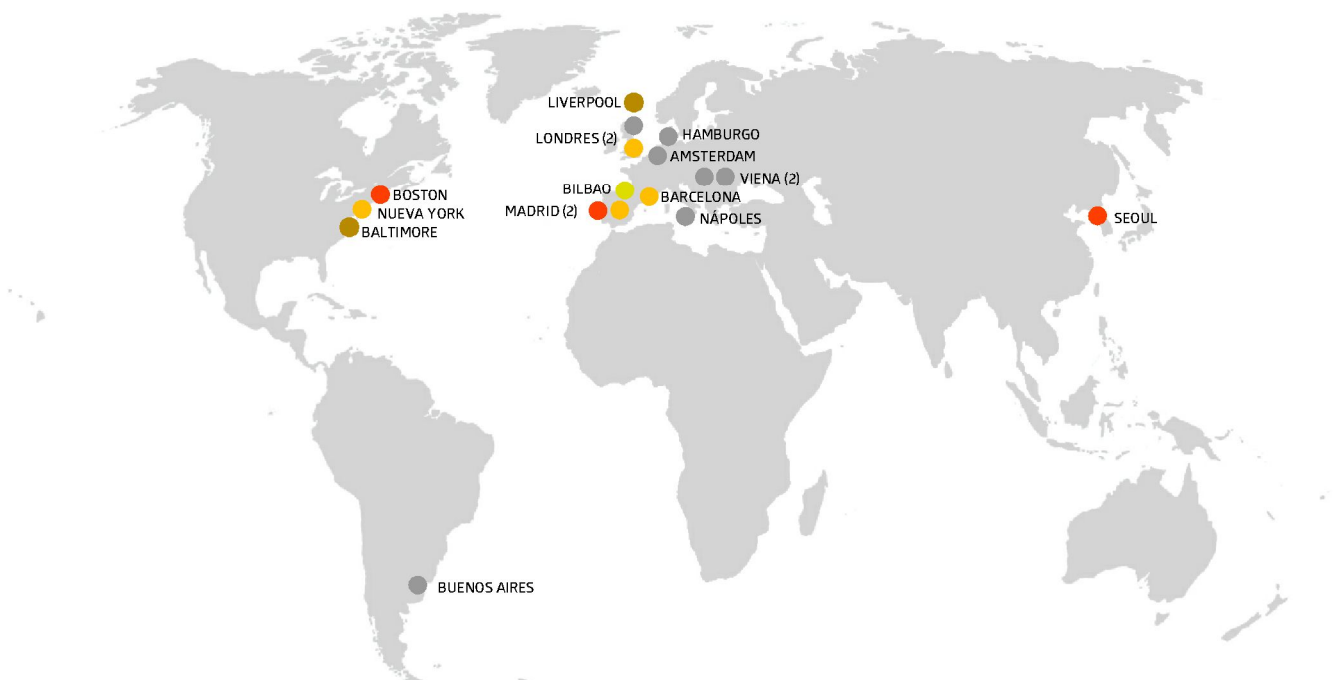 LIVERPOOL
LONDRES (2)
HAMBURGO
AMSTERDAM
VIENA (2)
BILBAO
BARCELONA
MADRID (2)
NÁPOLES
BOSTON
NUEVA YORK
BALTIMORE
SEOUL
BUENOS AIRES